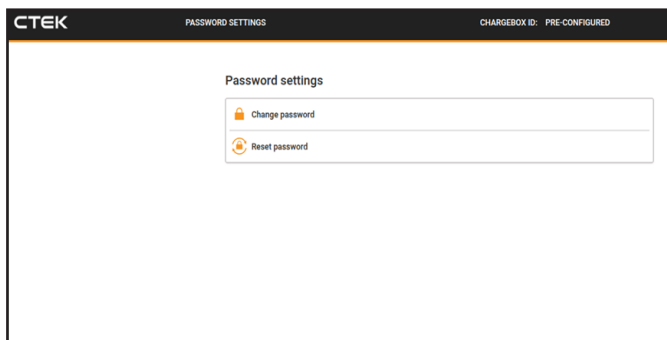 CTEK PASSWORD SETTINGS CHARGEBOX ID: PRE-CONFIGURED
Password settings
Change password
Reset password